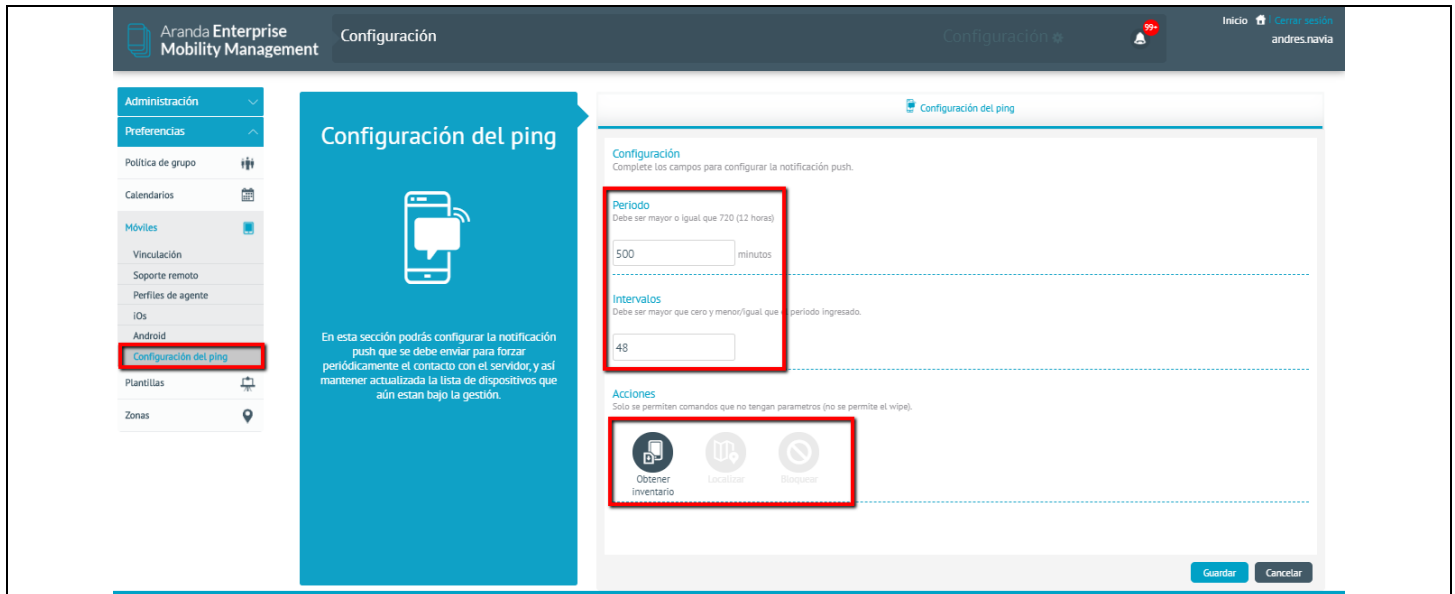 Aranda Enterprise
Mobility Management
Configuración
Configuración
99+
Inicio | Cerrar sesión
andres.navia
Administración
Preferencias
Política de grupo
Calendarios
Móviles
Vinculación
Soporte remoto
Perfiles de agente
iOs
Android
Configuración del ping
Plantillas
Zonas
Configuración del ping
En esta sección podrás configurar la notificación
push que se debe enviar para forzar
periódicamente el contacto con el servidor, y así
mantener actualizada la lista de dispositivos que
aún estan bajo la gestión.
Configuración del ping
Configuración
Complete los campos para configurar la notificación push.
Periodo
Debe ser mayor o igual que 720 (12 horas)
500 minutos
Intervalos
Debe ser mayor que cero y menor/igual que el periodo ingresado.
48
Acciones
Solo se permiten comandos que no tengan parametros (no se permite el wipe).
Obtener
inventario
Localizar
Bloquear
Guardar
Cancelar